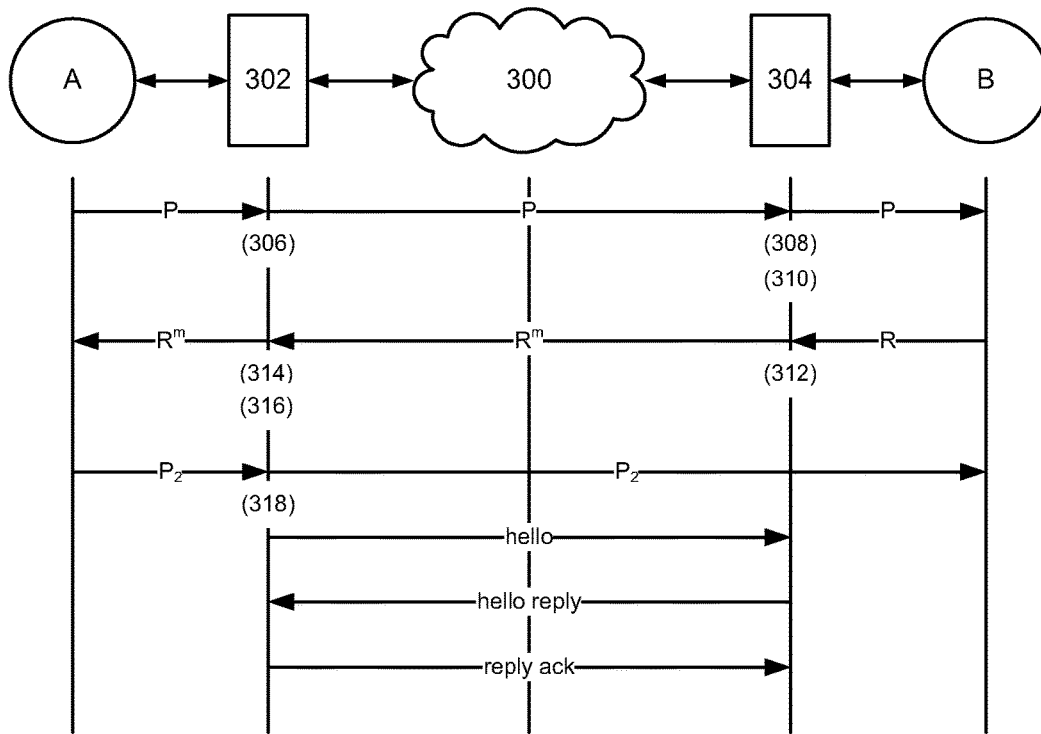 A 302 300 304 B
P P P
(306) (308)
(310)
Rᵐ Rᵐ R
(314) (312)
(316)
P₂ P₂
(318)
hello
hello reply
reply ack